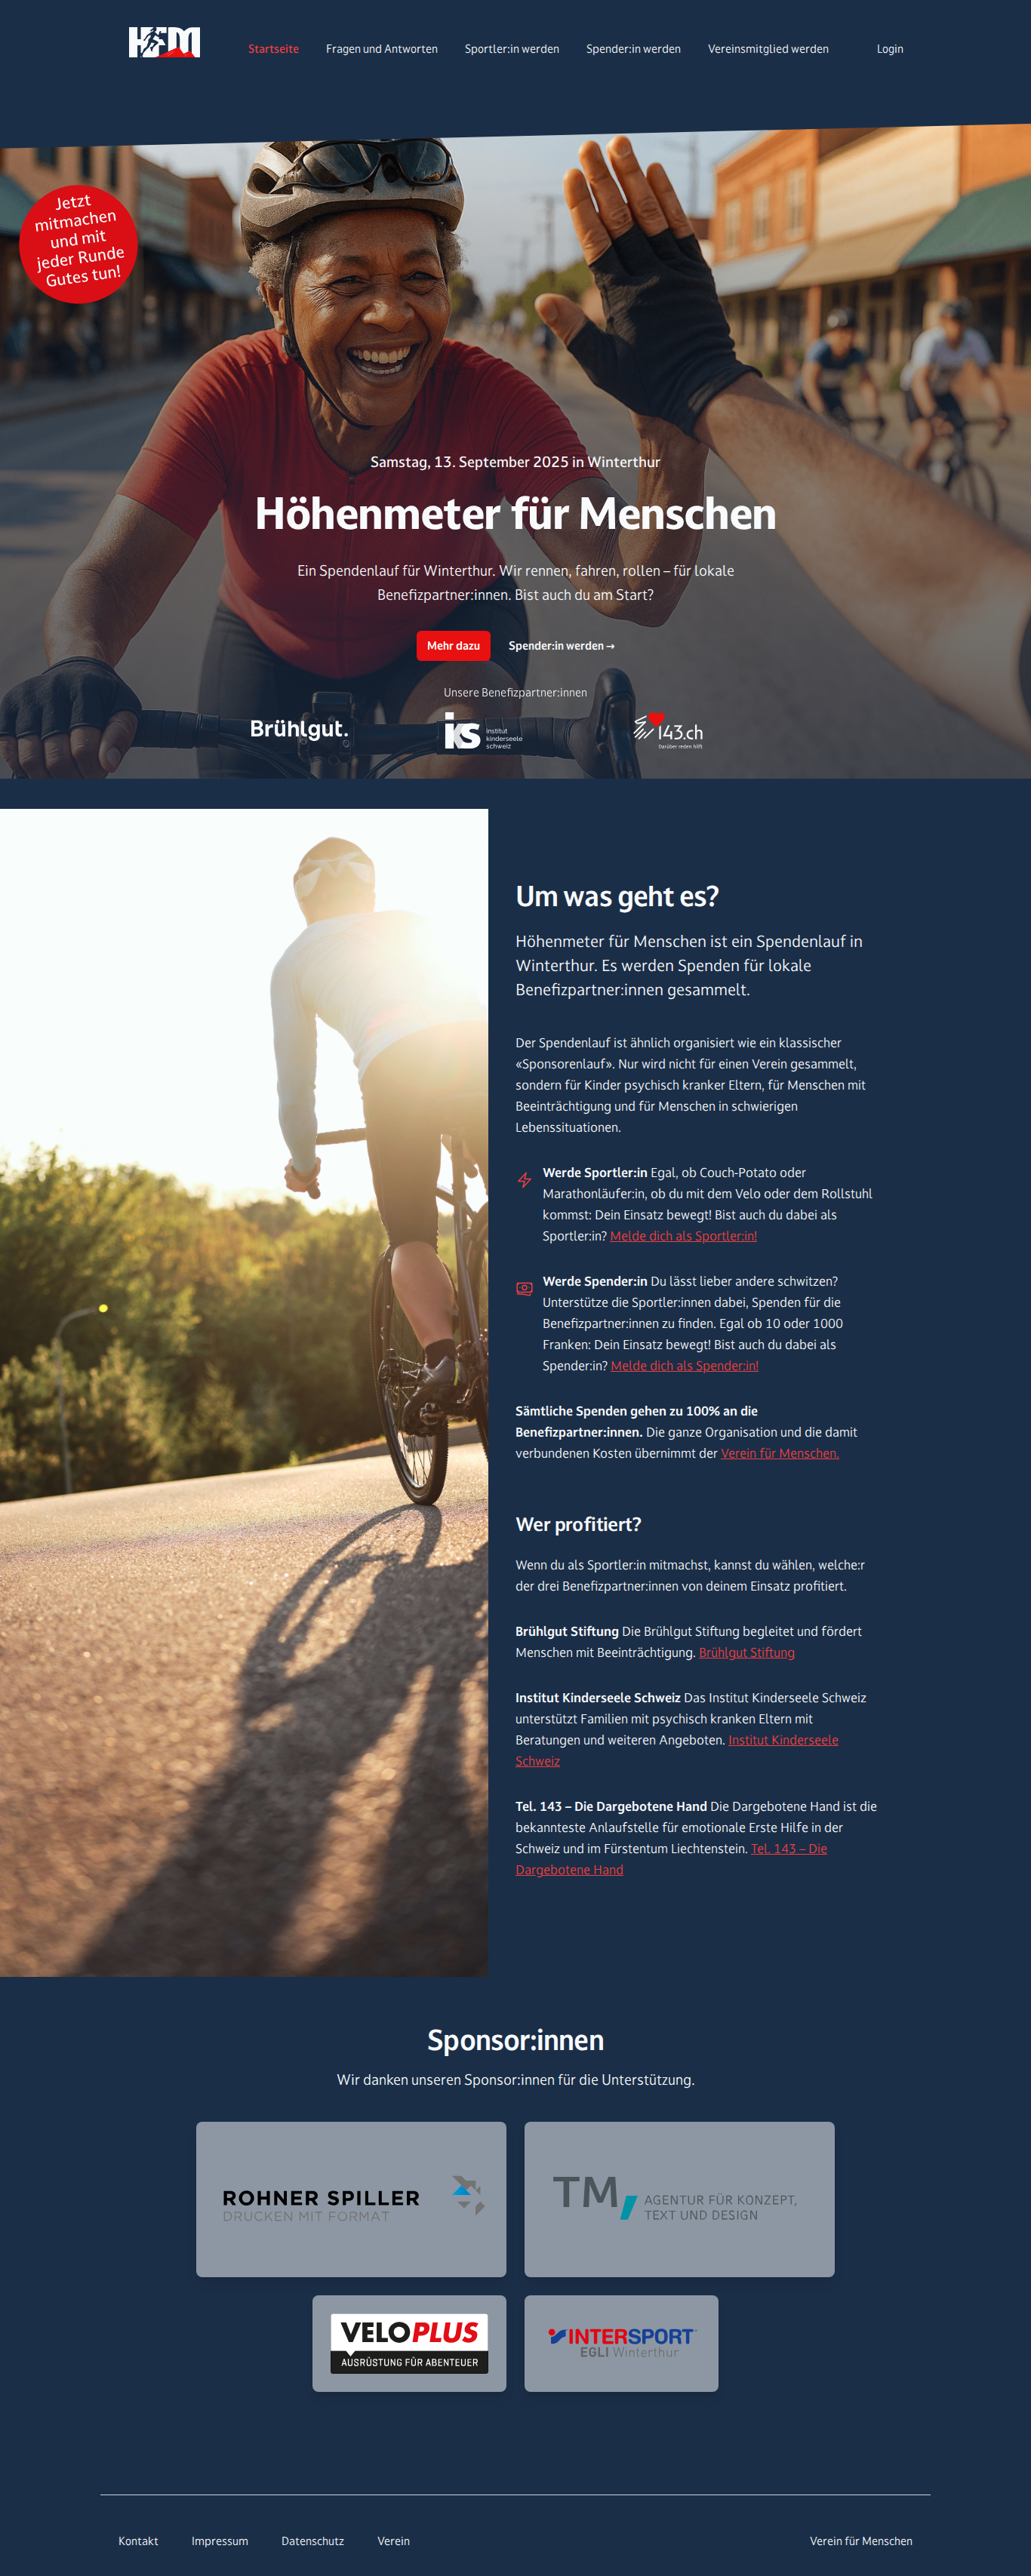 HFM
Startseite
Fragen und Antworten
Sportler:in werden
Spender:in werden
Vereinsmitglied werden
Login
Jetzt
mitmachen
und mit
jeder Runde
Gutes tun!
Samstag, 13. September 2025 in Winterthur
Höhenmeter für Menschen
Ein Spendenlauf für Winterthur. Wir rennen, fahren, rollen – für lokale
Benefizpartner:innen. Bist auch du am Start?
Mehr dazu
Spender:in werden →
Unsere Benefizpartner:innen
Brühlgut.
iks
institut
kinderseele
schweiz
143.ch
Darüber reden hilft
Um was geht es?
Höhenmeter für Menschen ist ein Spendenlauf in
Winterthur. Es werden Spenden für lokale
Benefizpartner:innen gesammelt.
Der Spendenlauf ist ähnlich organisiert wie ein klassischer
«Sponsorenlauf». Nur wird nicht für einen Verein gesammelt,
sondern für Kinder psychisch kranker Eltern, für Menschen mit
Beeinträchtigung und für Menschen in schwierigen
Lebenssituationen.
Werde Sportler:in Egal, ob Couch-Potato oder
Marathonläufer:in, ob du mit dem Velo oder dem Rollstuhl
kommst: Dein Einsatz bewegt! Bist auch du dabei als
Sportler:in? Melde dich als Sportler:in!
Werde Spender:in Du lässt lieber andere schwitzen?
Unterstütze die Sportler:innen dabei, Spenden für die
Benefizpartner:innen zu finden. Egal ob 10 oder 1000
Franken: Dein Einsatz bewegt! Bist auch du dabei als
Spender:in? Melde dich als Spender:in!
Sämtliche Spenden gehen zu 100% an die
Benefizpartner:innen. Die ganze Organisation und die damit
verbundenen Kosten übernimmt der Verein für Menschen.
Wer profitiert?
Wenn du als Sportler:in mitmachst, kannst du wählen, welche:r
der drei Benefizpartner:innen von deinem Einsatz profitiert.
Brühlgut Stiftung Die Brühlgut Stiftung begleitet und fördert
Menschen mit Beeinträchtigung. Brühlgut Stiftung
Institut Kinderseele Schweiz Das Institut Kinderseele Schweiz
unterstützt Familien mit psychisch kranken Eltern mit
Beratungen und weiteren Angeboten. Institut Kinderseele
Schweiz
Tel. 143 – Die Dargebotene Hand Die Dargebotene Hand ist die
bekannteste Anlaufstelle für emotionale Erste Hilfe in der
Schweiz und im Fürstentum Liechtenstein. Tel. 143 – Die
Dargebotene Hand
Sponsor:innen
Wir danken unseren Sponsor:innen für die Unterstützung.
ROHNER SPILLER
DRUCKEN MIT FORMAT
TM,
AGENTUR FÜR KONZEPT,
TEXT UND DESIGN
VELOPLUS
AUSRÜSTUNG FÜR ABENTEUER
INTERSPORT
EGLI Winterthur
Kontakt
Impressum
Datenschutz
Verein
Verein für Menschen